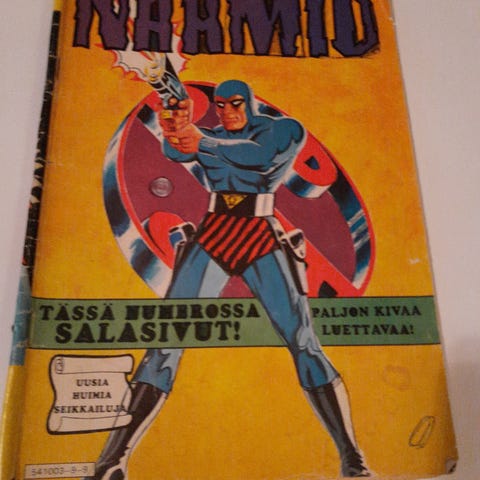 NAAMIO
TÄSSÄ NUMEROSSA
SALASIVUT!
PALJON KIVAA
LUETTAVAA!
UUSIA
HUIMIA
SEIKKAILUJA
541003-9-9